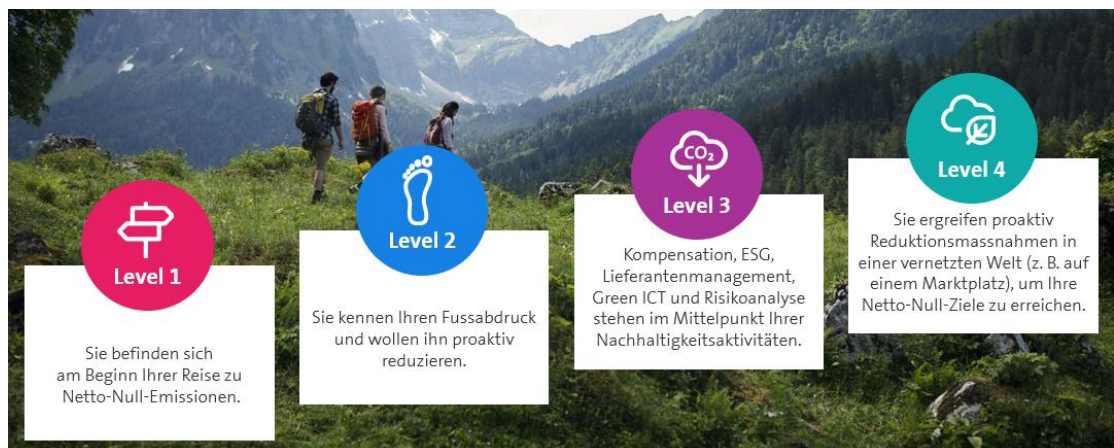 Level 1
Sie befinden sich
am Beginn Ihrer Reise zu
Netto-Null-Emissionen.
Level 2
Sie kennen Ihren Fussabdruck
und wollen ihn proaktiv
reduzieren.
CO₂
Level 3
Kompensation, ESG,
Lieferantenmanagement,
Green ICT und Risikoanalyse
stehen im Mittelpunkt Ihrer
Nachhaltigkeitsaktivitäten.
Level 4
Sie ergreifen proaktiv
Reduktionsmassnahmen in
einer vernetzten Welt (z. B. auf
einem Marktplatz), um Ihre
Netto-Null-Ziele zu erreichen.